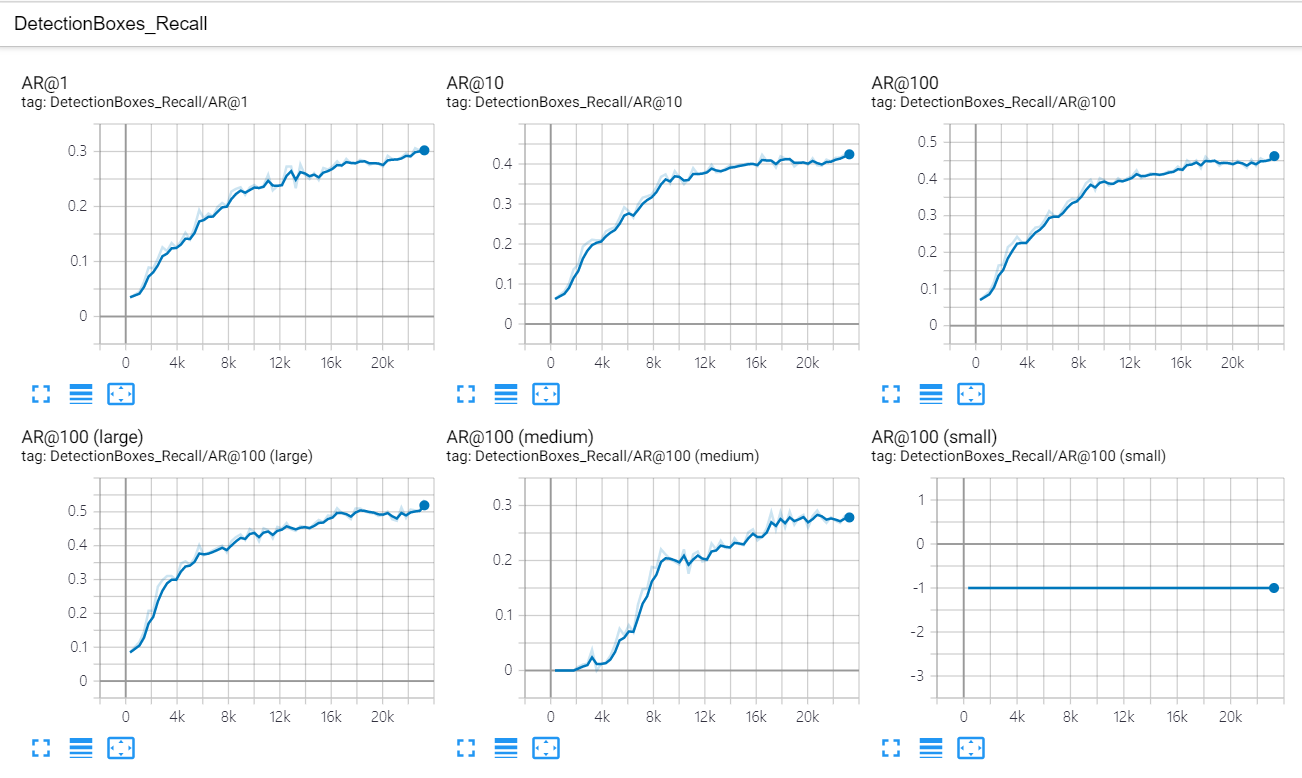 DetectionBoxes_Recall
AR@1
tag: DetectionBoxes_Recall/AR@1
0.3
0.2
0.1
0
0 4k 8k 12k 16k 20k
AR@10
tag: DetectionBoxes_Recall/AR@10
0.4
0.3
0.2
0.1
0
0 4k 8k 12k 16k 20k
AR@100
tag: DetectionBoxes_Recall/AR@100
0.5
0.4
0.3
0.2
0.1
0
0 4k 8k 12k 16k 20k
AR@100 (large)
tag: DetectionBoxes_Recall/AR@100 (large)
0.5
0.4
0.3
0.2
0.1
0
0 4k 8k 12k 16k 20k
AR@100 (medium)
tag: DetectionBoxes_Recall/AR@100 (medium)
0.3
0.2
0.1
0
0 4k 8k 12k 16k 20k
AR@100 (small)
tag: DetectionBoxes_Recall/AR@100 (small)
1
0
-1
-2
-3
0 4k 8k 12k 16k 20k